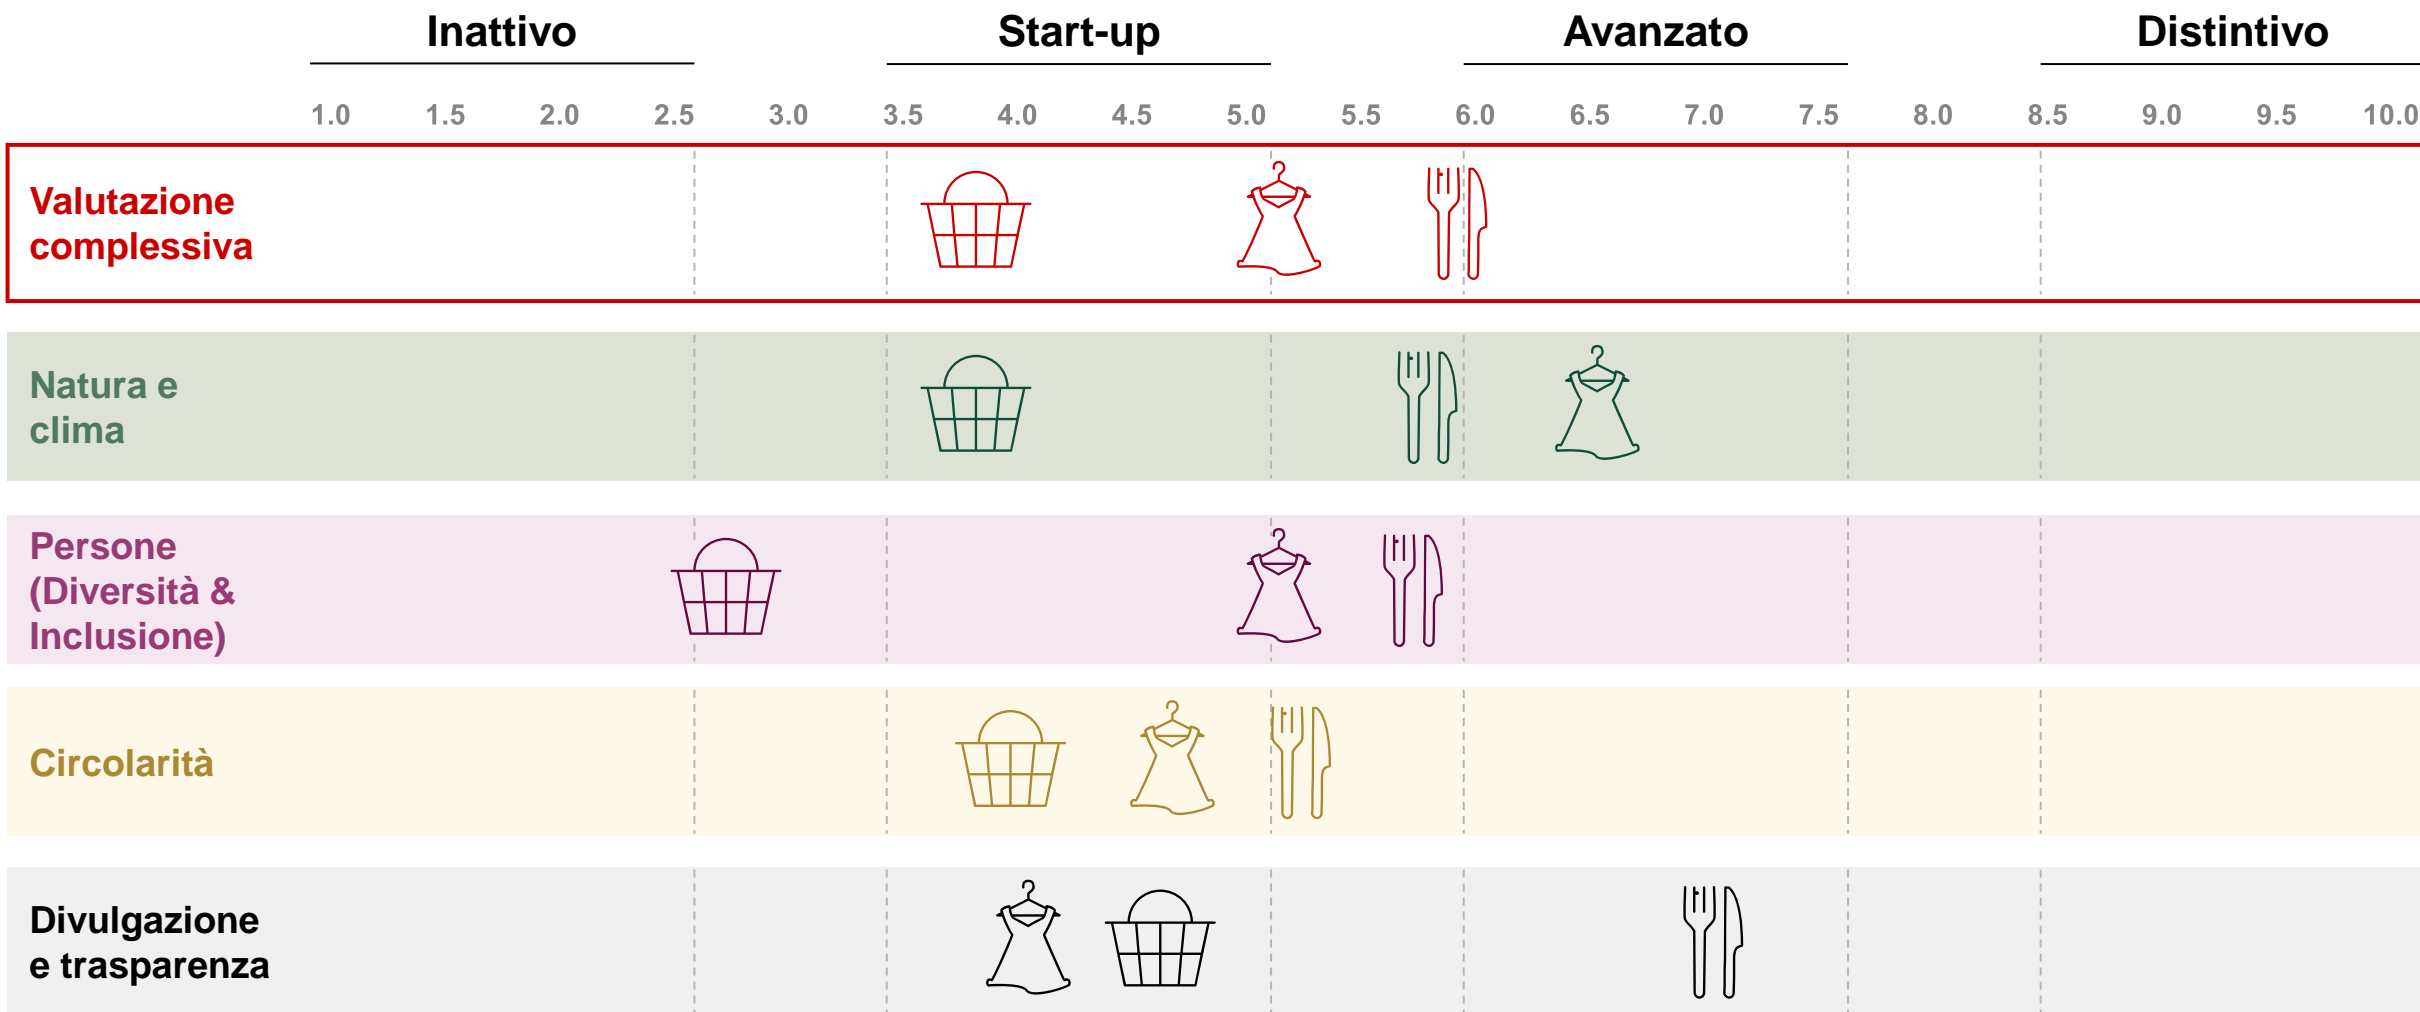 Inattivo Start-up Avanzato Distintivo
1.0 1.5 2.0 2.5 3.0 3.5 4.0 4.5 5.0 5.5 6.0 6.5 7.0 7.5 8.0 8.5 9.0 9.5 10.0
Valutazione
complessiva
Natura e
clima
Persone
(Diversità &
Inclusione)
Circolarità
Divulgazione
e trasparenza